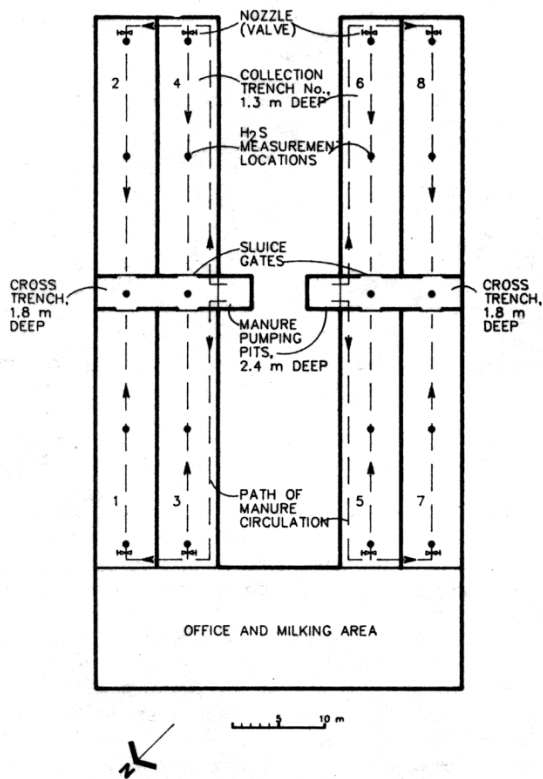 NOZZLE
(VALVE)
2
4
6
8
COLLECTION
TRENCH No.,
1.3 m DEEP
H2S
MEASUREMENT
LOCATIONS
SLUICE
GATES
CROSS
TRENCH,
1.8 m
DEEP
CROSS
TRENCH,
1.8 m
DEEP
MANURE
PUMPING
PITS,
2.4 m DEEP
1
3
5
7
PATH OF
MANURE
CIRCULATION
OFFICE AND MILKING AREA
5
10 m
N